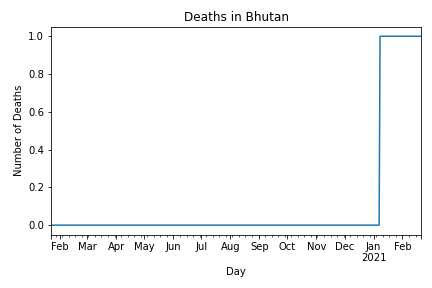 Deaths in Bhutan
Number of Deaths
1.0
0.8
0.6
0.4
0.2
0.0
Feb Mar Apr May Jun Jul Aug Sep Oct Nov Dec Jan Feb
2021
Day